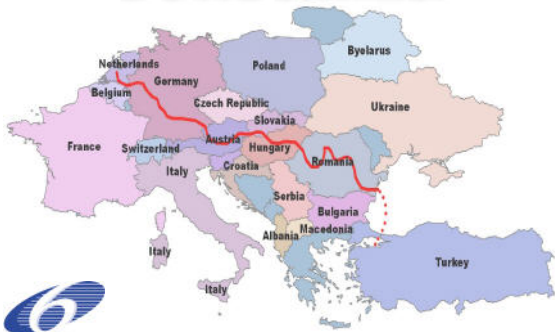 Byelarus
Netherlands
Poland
Germany
Belgium
Czech Republic
Ukraine
Slovakia
Austria
France
Switzerland
Hungary
Romania
Italy
Croatia
Serbia
Bulgaria
Albania
Macedonia
Italy
Turkey
Italy
6